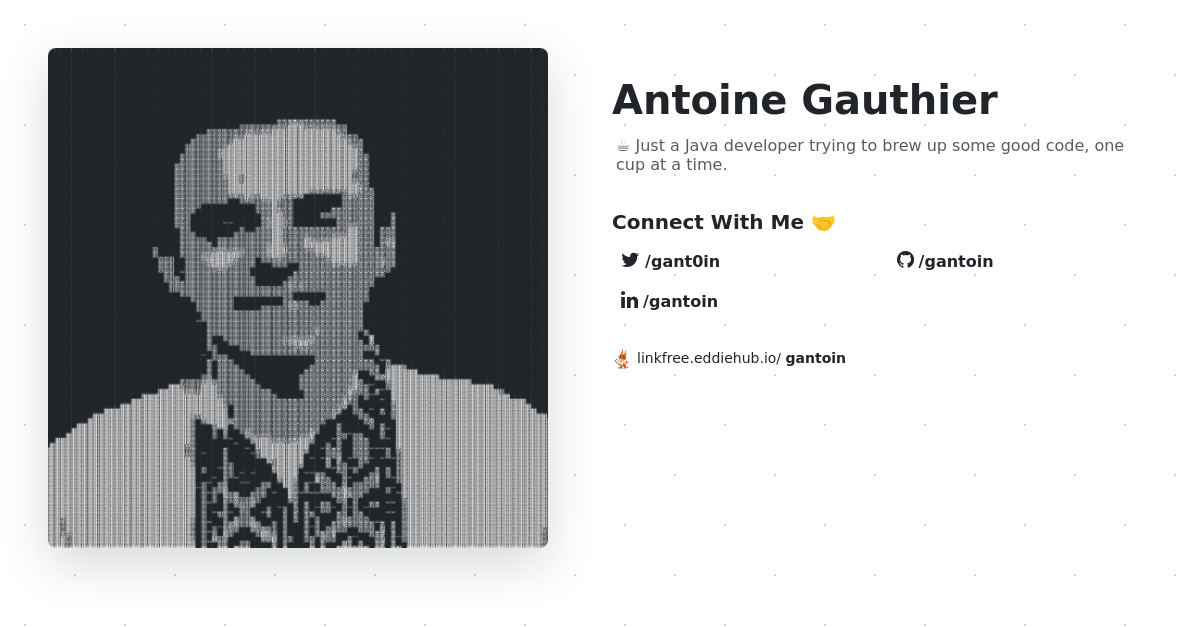 Antoine Gauthier
☕ Just a Java developer trying to brew up some good code, one
cup at a time.
Connect With Me 🤝
/gant0in
/gantoin
/gantoin
linkfree.eddiehub.io/ gantoin